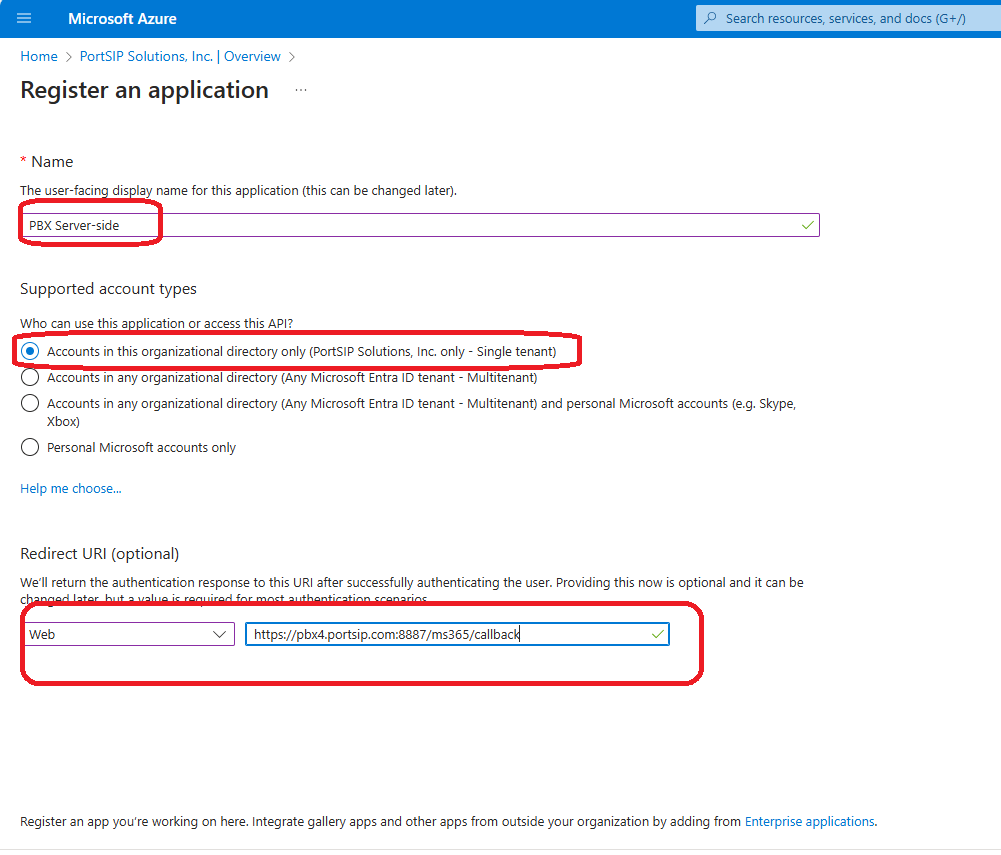 Microsoft Azure
Search resources, services, and docs (G+/)
Home > PortSIP Solutions, Inc. | Overview >
Register an application ...
* Name
The user-facing display name for this application (this can be changed later).
PBX Server-side
Supported account types
Who can use this application or access this API?
Accounts in this organizational directory only (PortSIP Solutions, Inc. only - Single tenant)
Accounts in any organizational directory (Any Microsoft Entra ID tenant - Multitenant)
Accounts in any organizational directory (Any Microsoft Entra ID tenant - Multitenant) and personal Microsoft accounts (e.g. Skype,
Xbox)
Personal Microsoft accounts only
Help me choose...
Redirect URI (optional)
We'll return the authentication response to this URI after successfully authenticating the user. Providing this now is optional and it can be
changed later, but a value is required for most authentication scenarios.
Web
https://pbx4.portsip.com:8887/ms365/callback
Register an app you're working on here. Integrate gallery apps and other apps from outside your organization by adding from Enterprise applications.